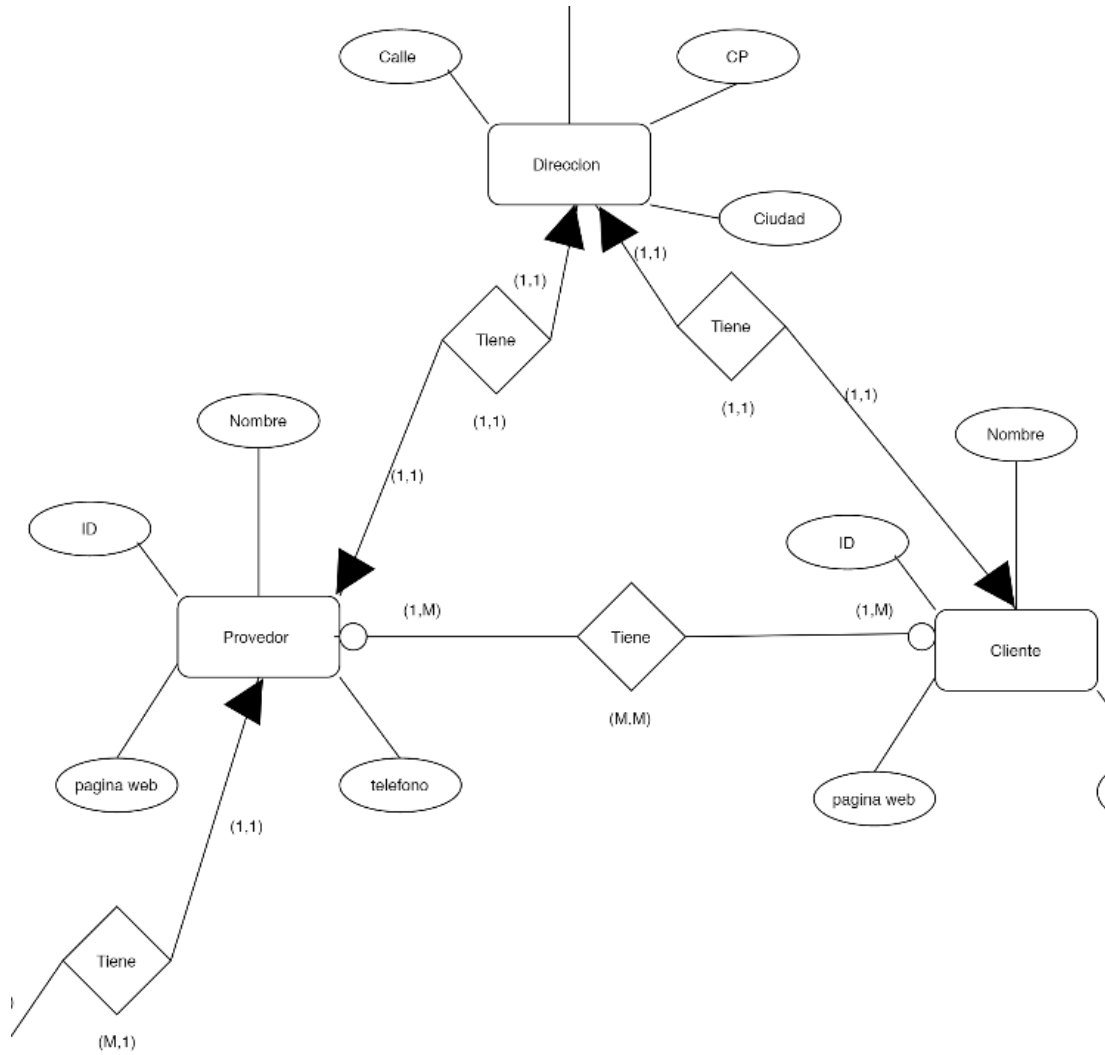 Calle
CP
Direccion
Ciudad
(1,1)
(1,1)
Tiene
Tiene
(1,1)
(1,1)
(1,1)
Nombre
Nombre
(1,1)
ID
ID
(1,M)
(1,M)
Provedor
Tiene
Cliente
(M.M)
pagina web
telefono
pagina web
(1,1)
Tiene
)
(M,1)